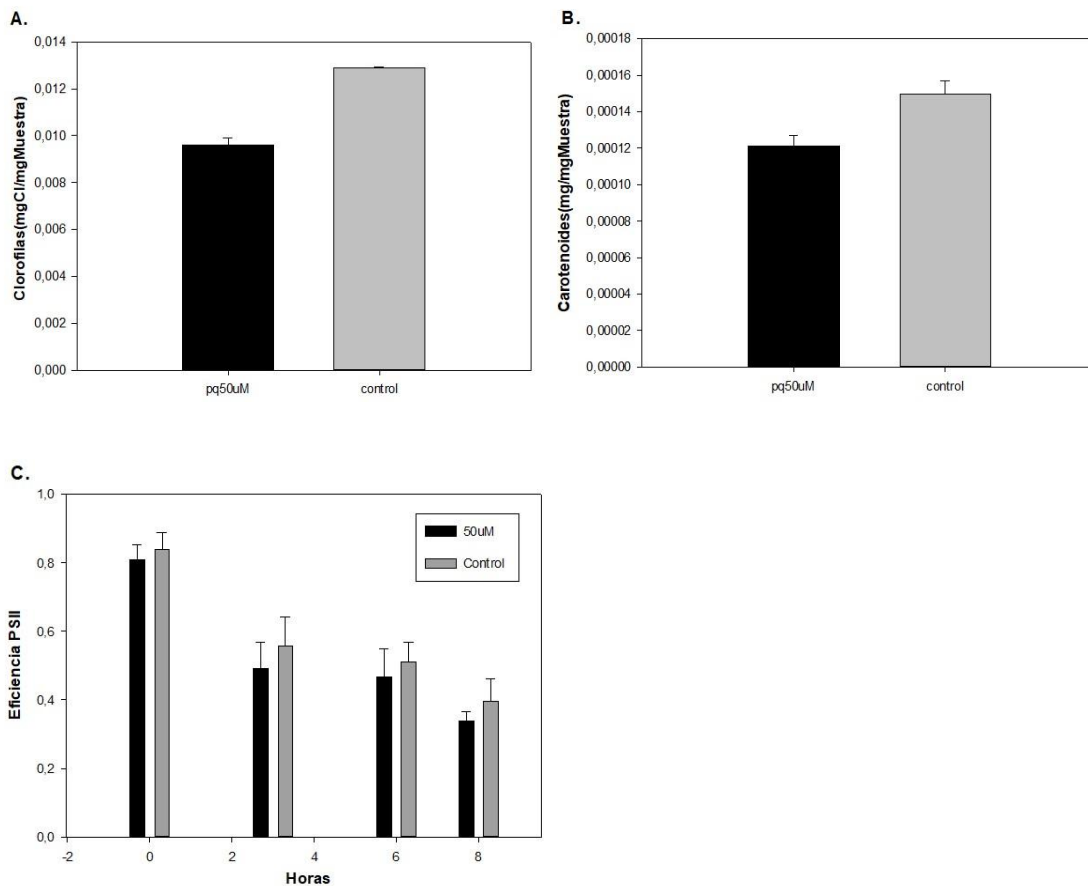 A.
Clorofilas(mgCl/mgMuestra)
0,014
0,012
0,010
0,008
0,006
0,004
0,002
0,000
pq50uM
control
B.
Carotenoides(mg/mgMuestra)
0,00018
0,00016
0,00014
0,00012
0,00010
0,00008
0,00006
0,00004
0,00002
0,00000
pq50uM
control
C.
Eficiencia PSII
1,0
0,8
0,6
0,4
0,2
0,0
50uM
Control
-2
0
2
4
6
8
Horas